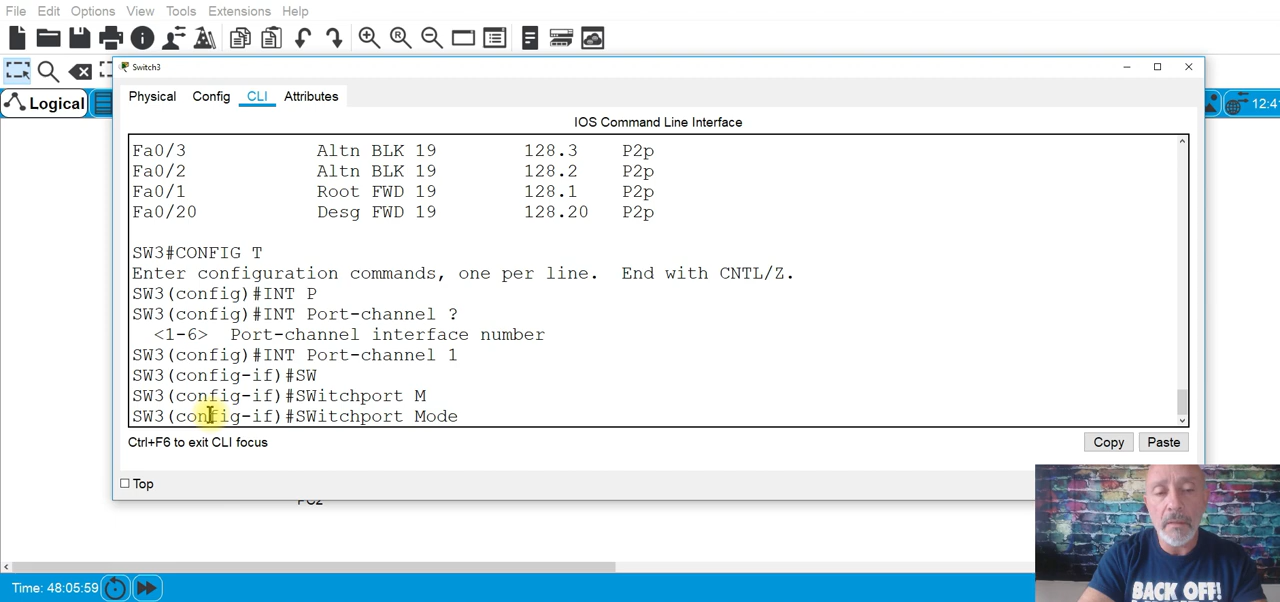 File Edit Options View Tools Extensions Help
Switch3
Logical
12:4
Physical Config CLI Attributes
IOS Command Line Interface
Fa0/3 Altn BLK 19 128.3 P2p
Fa0/2 Altn BLK 19 128.2 P2p
Fa0/1 Root FWD 19 128.1 P2p
Fa0/20 Desg FWD 19 128.20 P2p
SW3#CONFIG T
Enter configuration commands, one per line. End with CNTL/Z.
SW3(config)#INT P
SW3(config)#INT Port-channel ?
<1-6> Port-channel interface number
SW3(config)#INT Port-channel 1
SW3(config-if)#SW
SW3(config-if)#SWitchport M
SW3(config-if)#SWitchport Mode
Ctrl+F6 to exit CLI focus
Copy Paste
Top
PC2
Time: 48:05:59
BACK OFF!